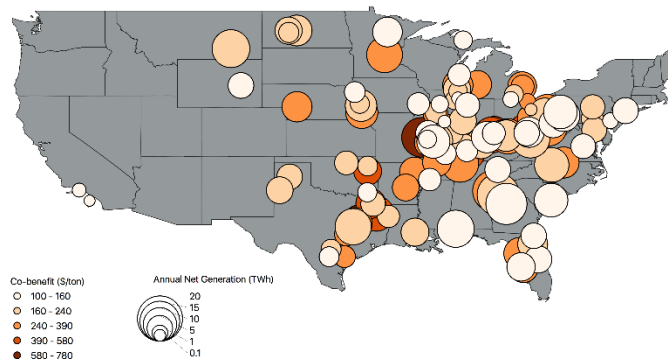 Co-benefit ($/ton)
100 - 160
160 - 240
240 - 390
390 - 580
580 - 780
Annual Net Generation (TWh)
20
15
10
5
1
0.1